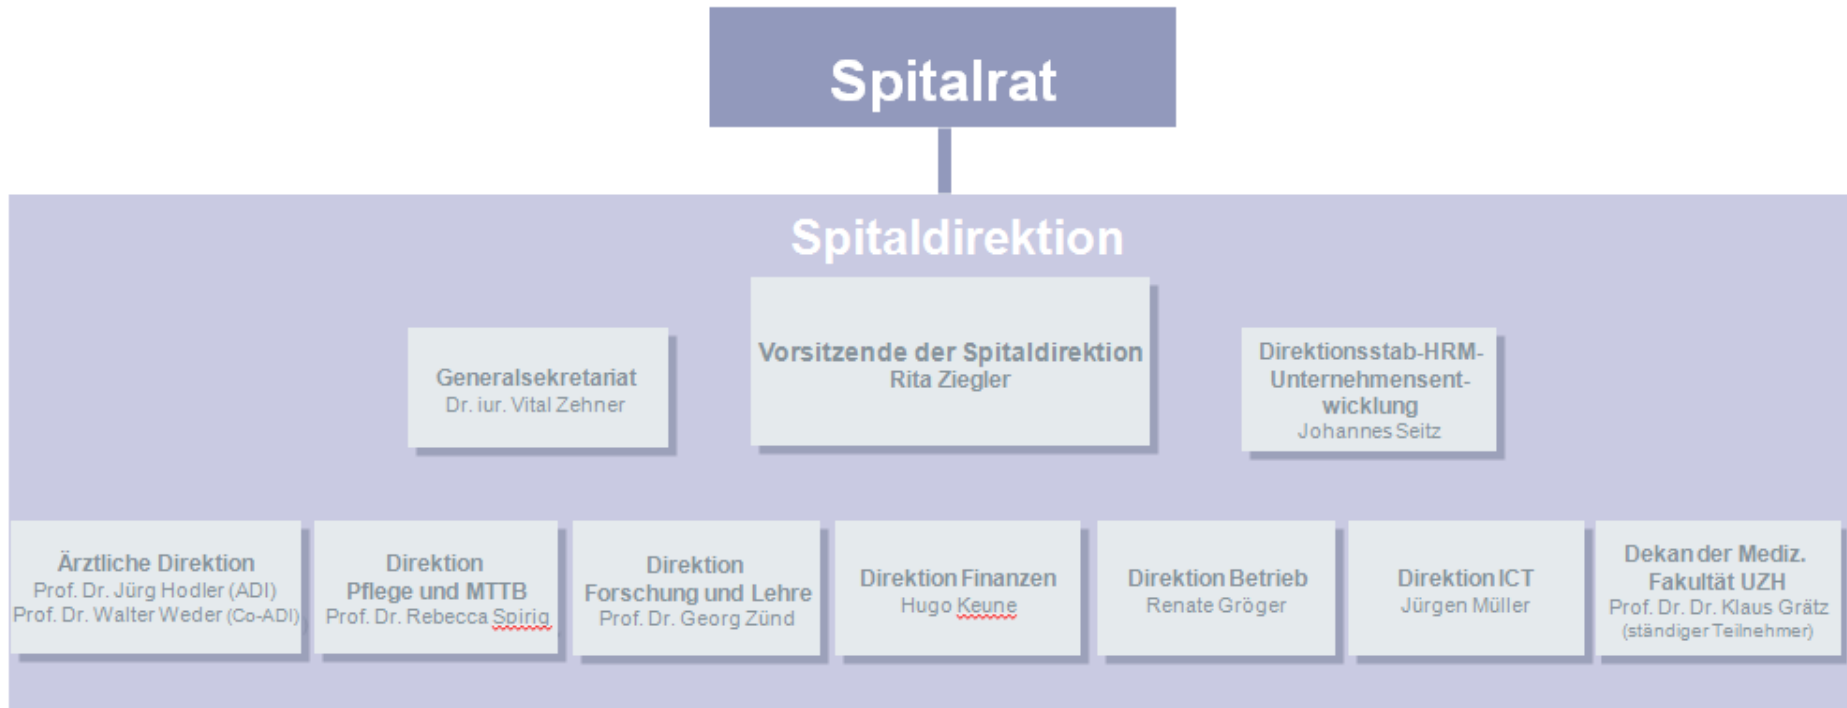 Spitalrat
Spitaldirektion
Vorsitzende der Spitaldirektion
Rita Ziegler
Generalsekretariat
Dr. iur. Vital Zehner
Direktionsstab-HRM-
Unternehmensent-
wicklung
Johannes Seitz
Ärztliche Direktion
Prof. Dr. Jürg Hodler (ADI)
Prof. Dr. Walter Weder (Co-ADI)
Direktion
Pflege und MTTB
Prof. Dr. Rebecca Spirig
Direktion
Forschung und Lehre
Prof. Dr. Georg Zünd
Direktion Finanzen
Hugo Keune
Direktion Betrieb
Renate Gröger
Direktion ICT
Jürgen Müller
Dekan der Mediz.
Fakultät UZH
Prof. Dr. Dr. Klaus Grätz
(ständiger Teilnehmer)